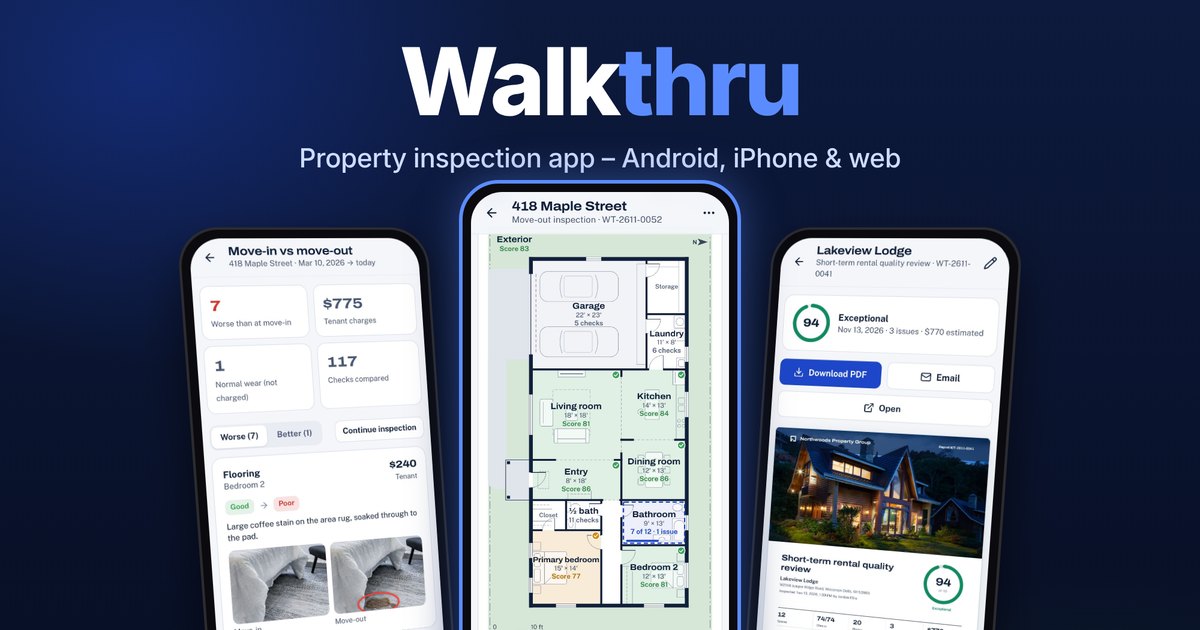 Walkthru
Property inspection app – Android, iPhone & web
Move-in vs move-out
418 Maple Street · Mar 10, 2026 → today
7
Worse than at move-in
$775
Tenant charges
1
Normal wear (not
charged)
117
Checks compared
Worse (7)
Better (1)
Continue inspection
Flooring
$240
Bedroom 2
Tenant
Good → Poor
Large coffee stain on the area rug, soaked through to
the pad.
Move-in
Move-out
418 Maple Street
Move-out inspection · WT-2611-0052
Exterior
Score 83
N
Garage
22' × 23'
5 checks
Storage
Laundry
11' × 8'
6 checks
Living room
18' × 18'
Score 81
Kitchen
14' × 13'
Score 84
Dining room
12' × 13'
Score 86
Entry
8' × 18'
Score 86
Closet
½ bath
11 checks
Bathroom
9' × 13'
7 of 12 · 1 issue
Primary bedroom
15' × 14'
Score 77
Bedroom 2
12' × 13'
Score 81
0
10 ft
Lakeview Lodge
Short-term rental quality review · WT-2611-
0041
94
Exceptional
Nov 13, 2026 · 3 issues · $770 estimated
Download PDF
Email
Open
Northwoods Property Group
Short-term rental quality
review
Lakeview Lodge
94
Exceptional
12
74/74
20
3